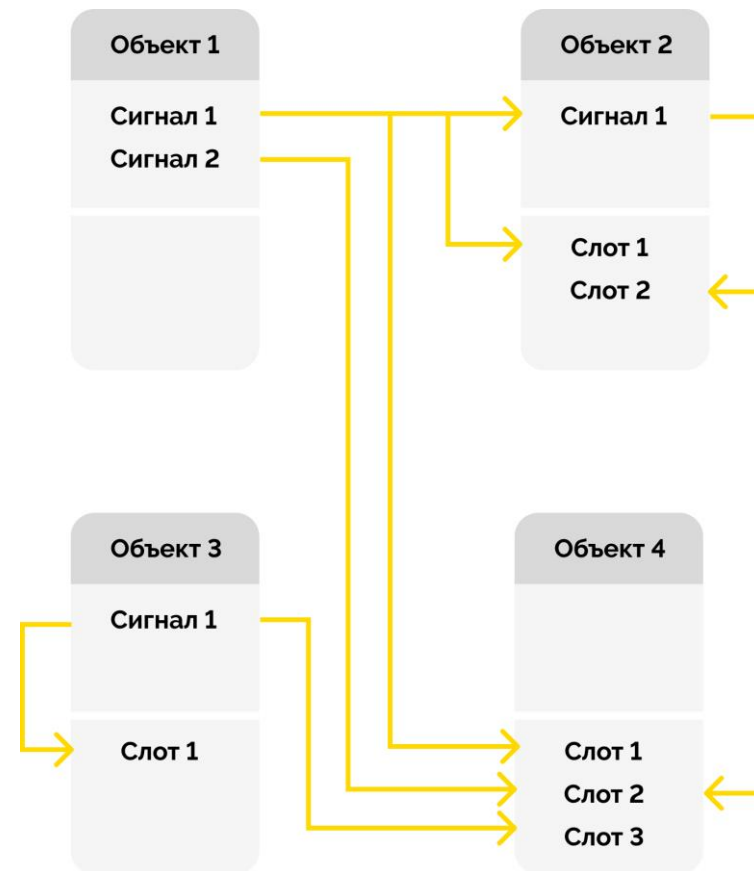 Объект 1
Сигнал 1
Сигнал 2
Объект 2
Сигнал 1
Слот 1
Слот 2
Объект 3
Сигнал 1
Слот 1
Объект 4
Слот 1
Слот 2
Слот 3